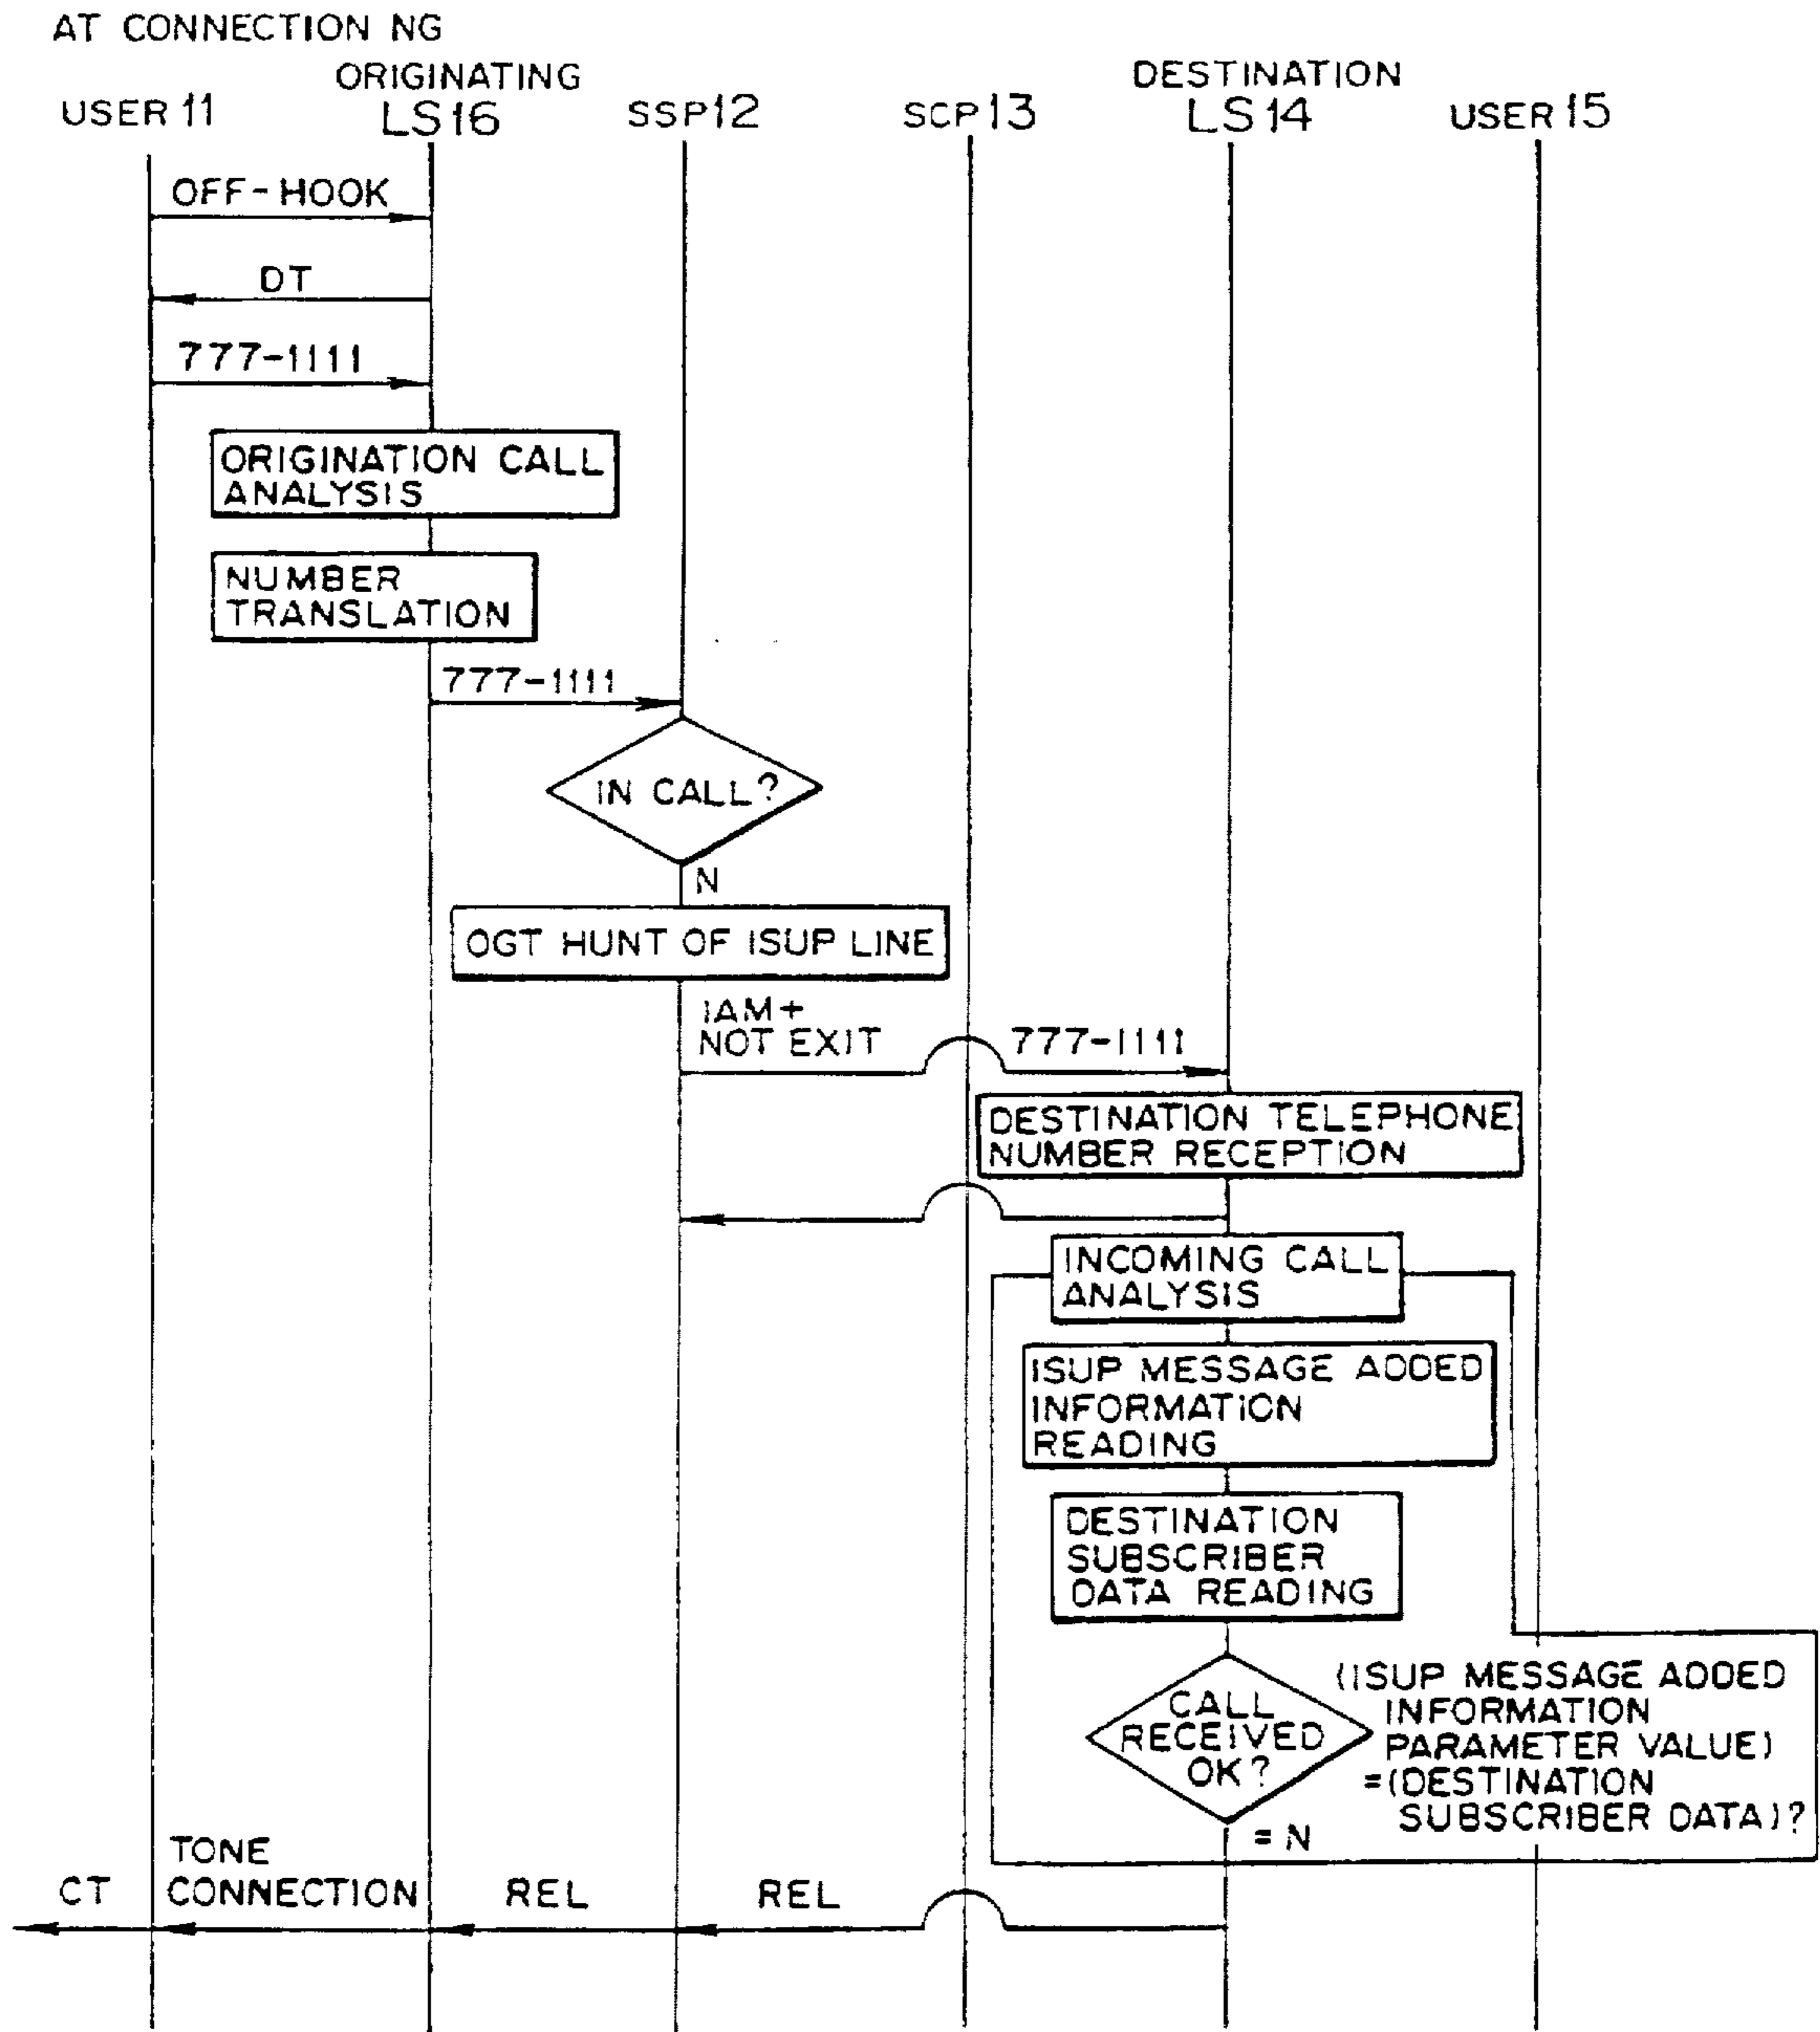 AT CONNECTION NG
ORIGINATING
DESTINATION
USER 11
LS16
SSP12
SCP13
LS14
USER 15
OFF-HOOK
DT
777-1111
ORIGINATION CALL
ANALYSIS
NUMBER
TRANSLATION
777-1111
IN CALL?
N
OGT HUNT OF ISUP LINE
IAM+
NOT EXIT
777-1111
DESTINATION TELEPHONE
NUMBER RECEPTION
INCOMING CALL
ANALYSIS
ISUP MESSAGE ADDED
INFORMATION
READING
DESTINATION
SUBSCRIBER
DATA READING
CALL
RECEIVED
OK?
(ISUP MESSAGE ADDED
INFORMATION
PARAMETER VALUE)
=(DESTINATION
SUBSCRIBER DATA)?
= N
CT
TONE
CONNECTION
REL
REL